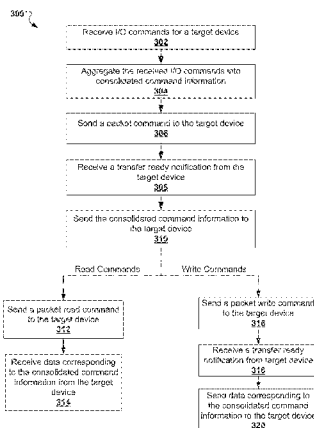 300
Receive I/O commands for a target device
302
Aggregate the received I/O commands into
consolidated command information
304
Send a packet command to the target device
306
Receive a transfer ready notification from the
target device
308
Send the consolidated command information to
the target device
310
Read Commands
Write Commands
Send a packet read command
to the target device
312
Receive data corresponding
to the consolidated command
information from the target
device
314
Send a packet write command
to the target device
316
Receive a transfer ready
notification from target device
318
Send data corresponding to
the consolidated command
information to the target device
320